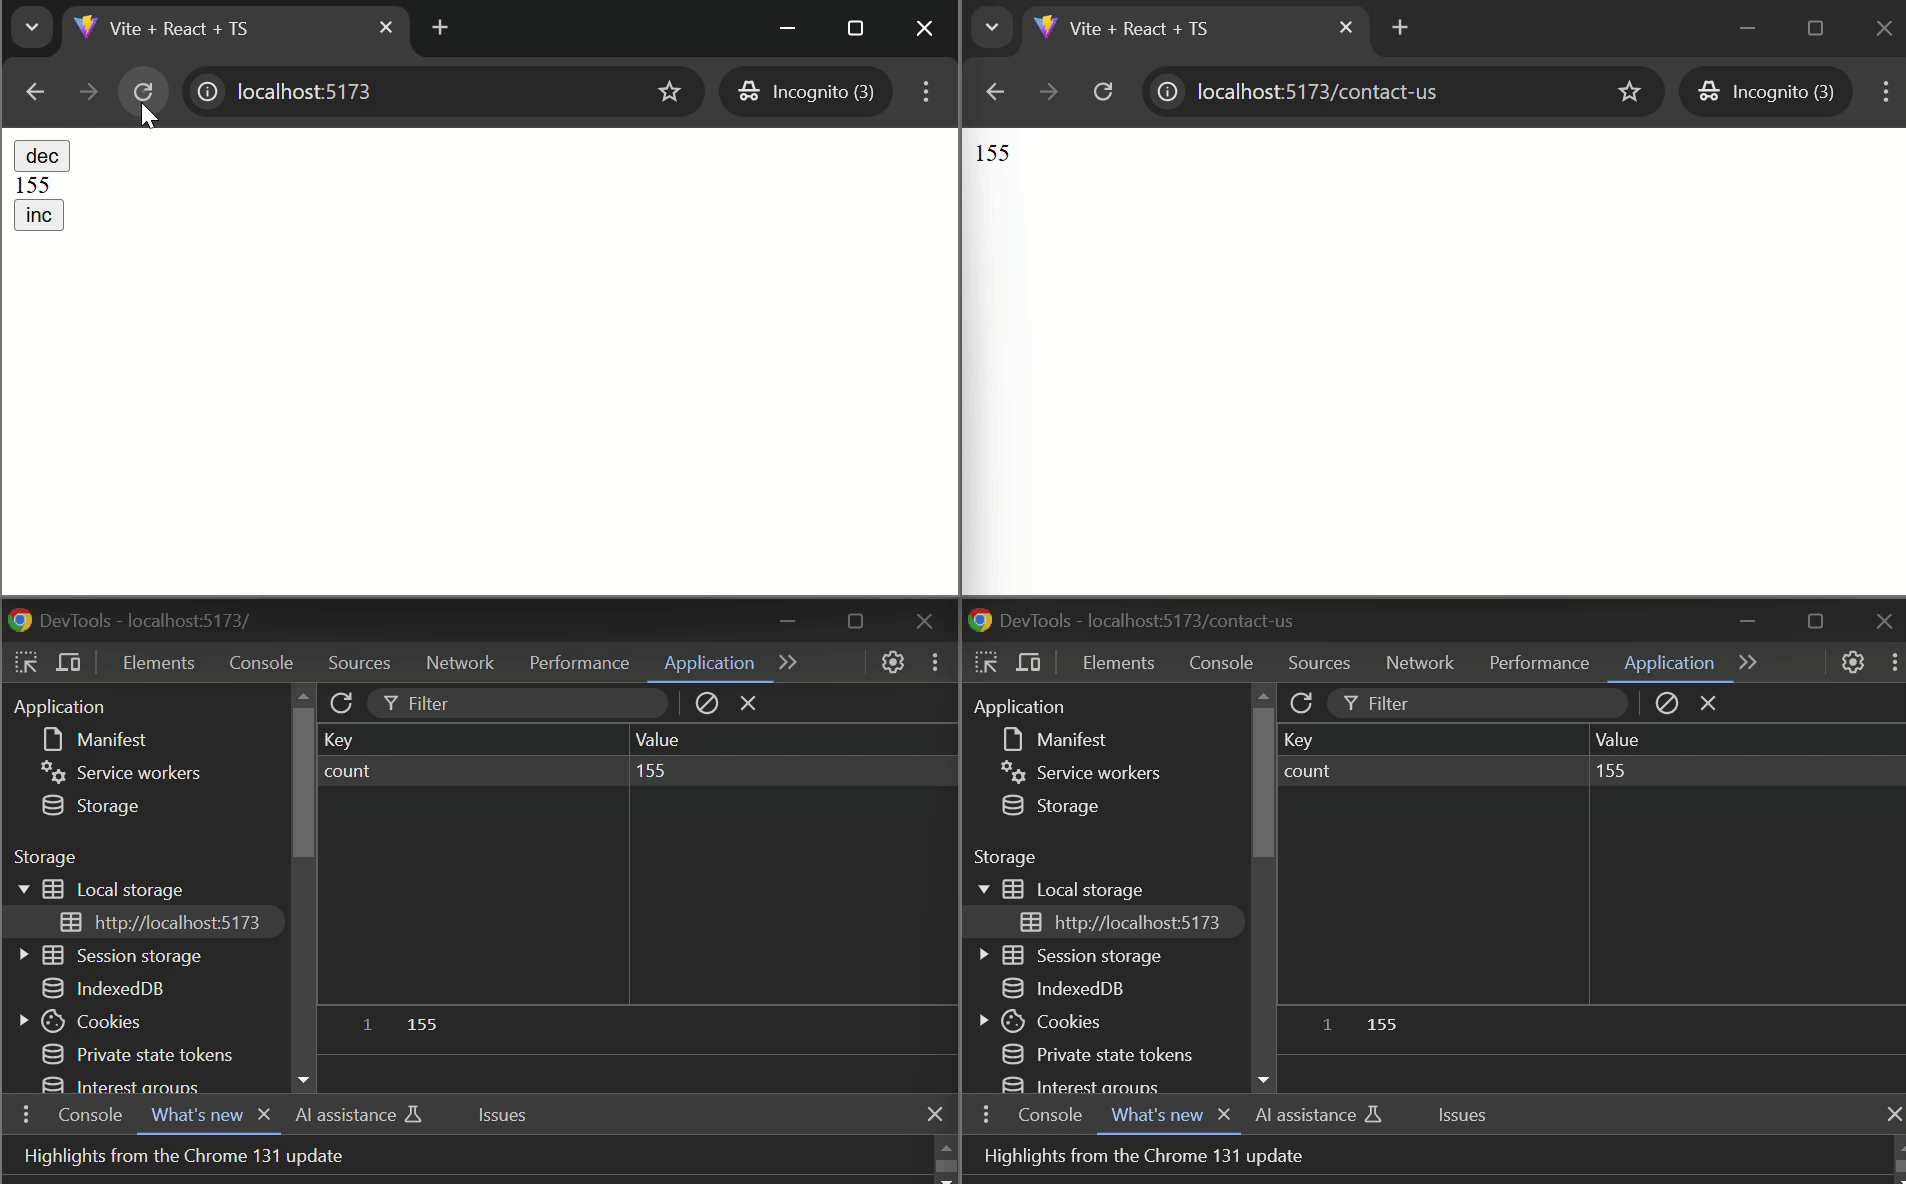 Vite + React + TS
localhost:5173
Incognito (3)
dec
155
inc
Vite + React + TS
localhost:5173/contact-us
Incognito (3)
155
DevTools - localhost:5173/
Elements Console Sources Network Performance Application
Application
Manifest
Service workers
Storage
Storage
Local storage
http://localhost:5173
Session storage
IndexedDB
Cookies
Private state tokens
Interest groups
Filter
Key Value
count 155
1 155
Console What's new AI assistance Issues
Highlights from the Chrome 131 update
DevTools - localhost:5173/contact-us
Elements Console Sources Network Performance Application
Application
Manifest
Service workers
Storage
Storage
Local storage
http://localhost:5173
Session storage
IndexedDB
Cookies
Private state tokens
Interest groups
Filter
Key Value
count 155
1 155
Console What's new AI assistance Issues
Highlights from the Chrome 131 update